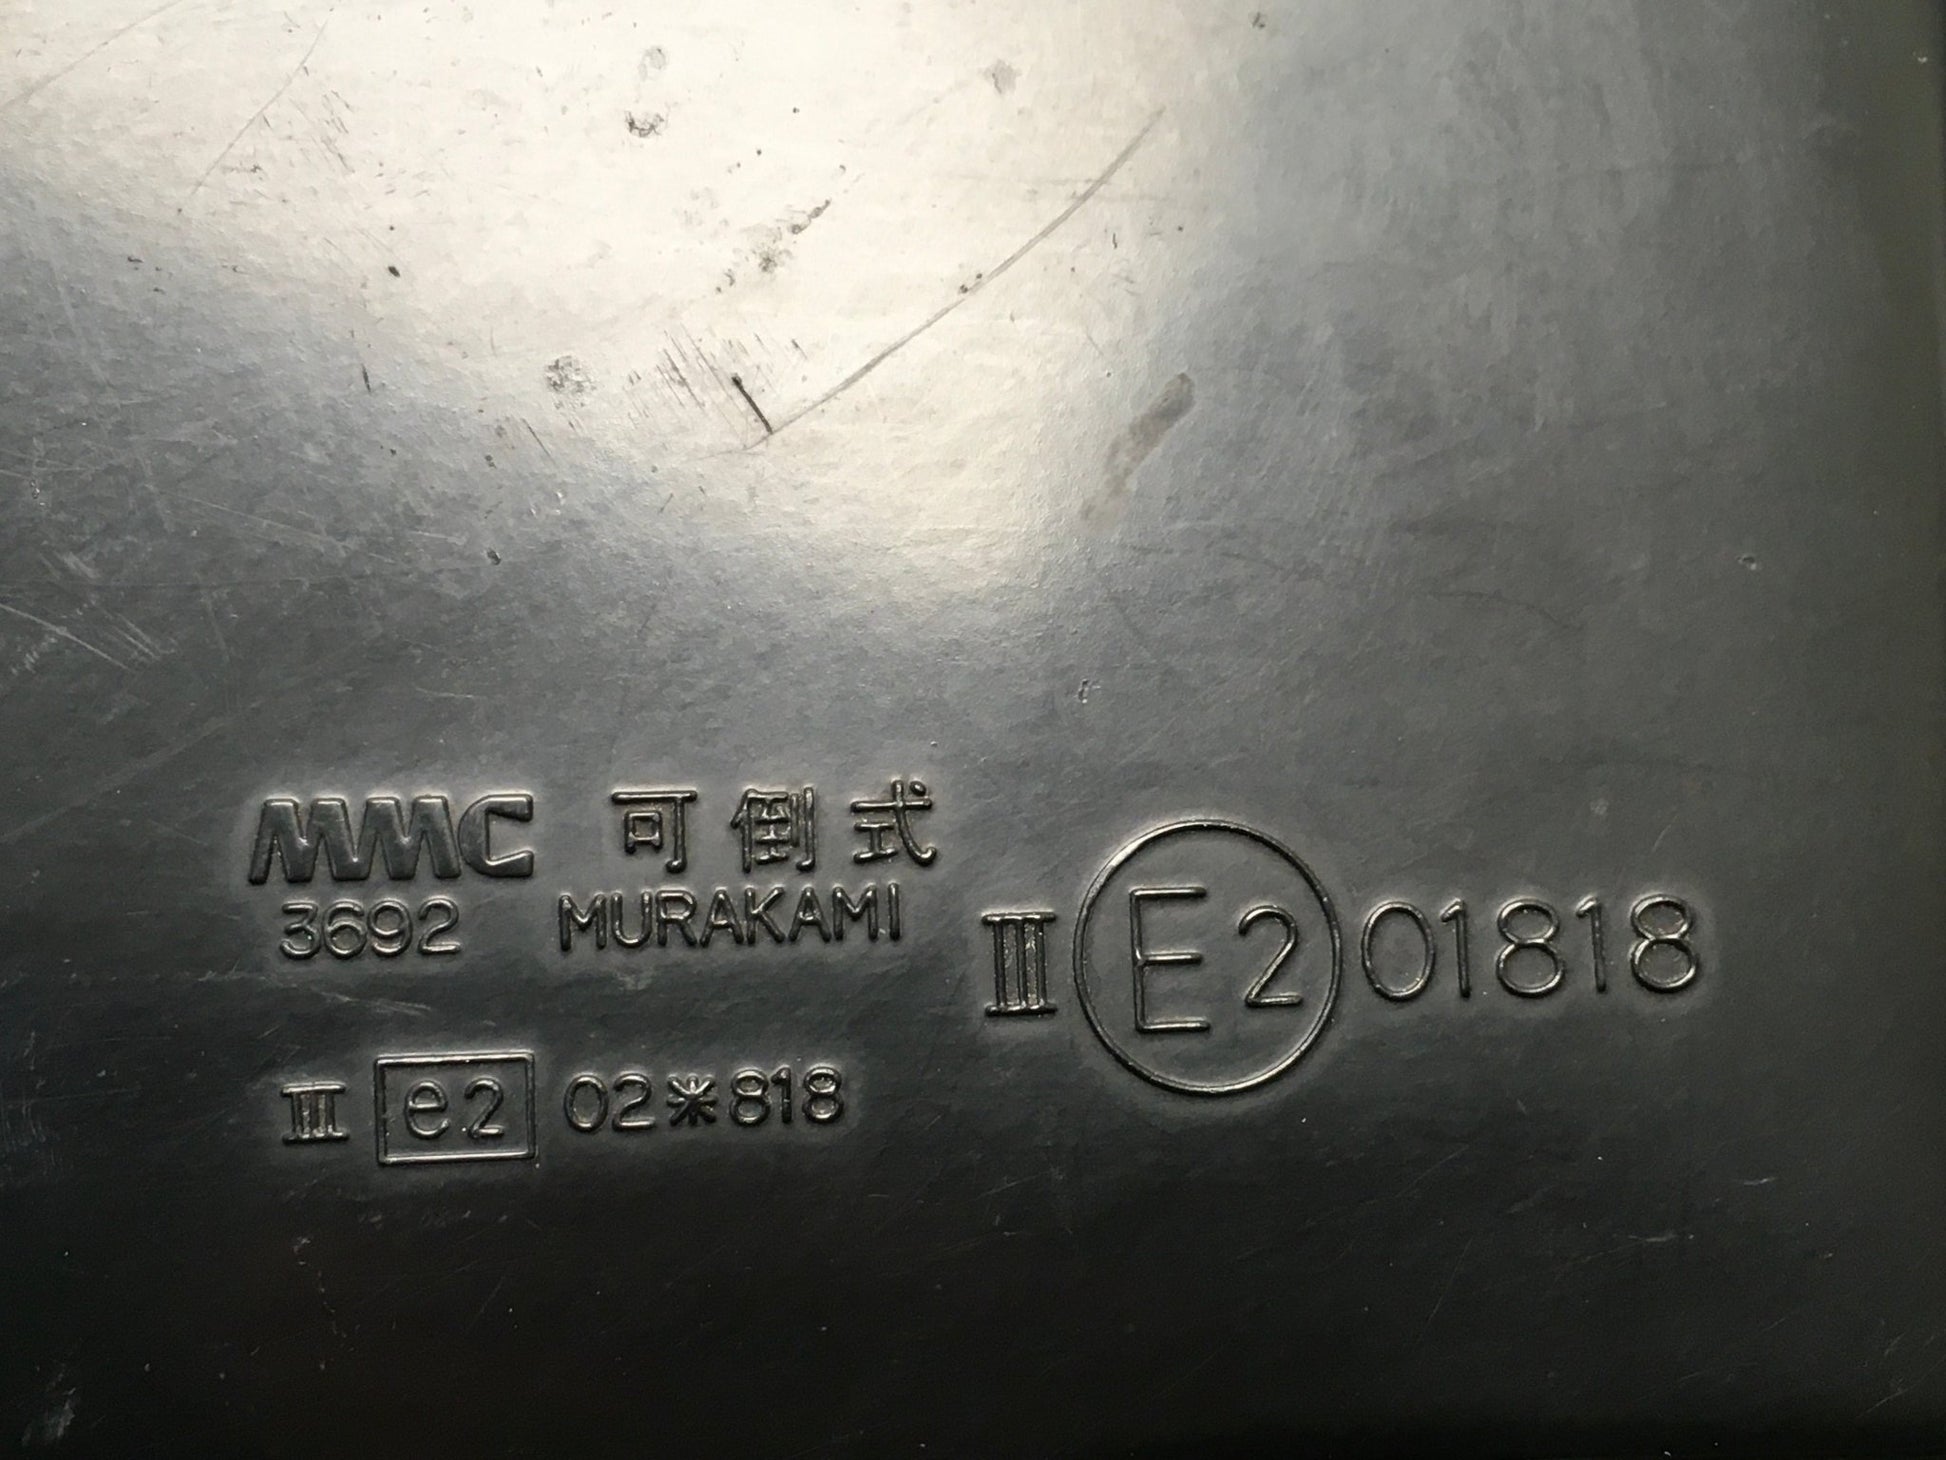 MMC 可倒式
3692 MURAKAMI
III E2 01818
III e2 02※818